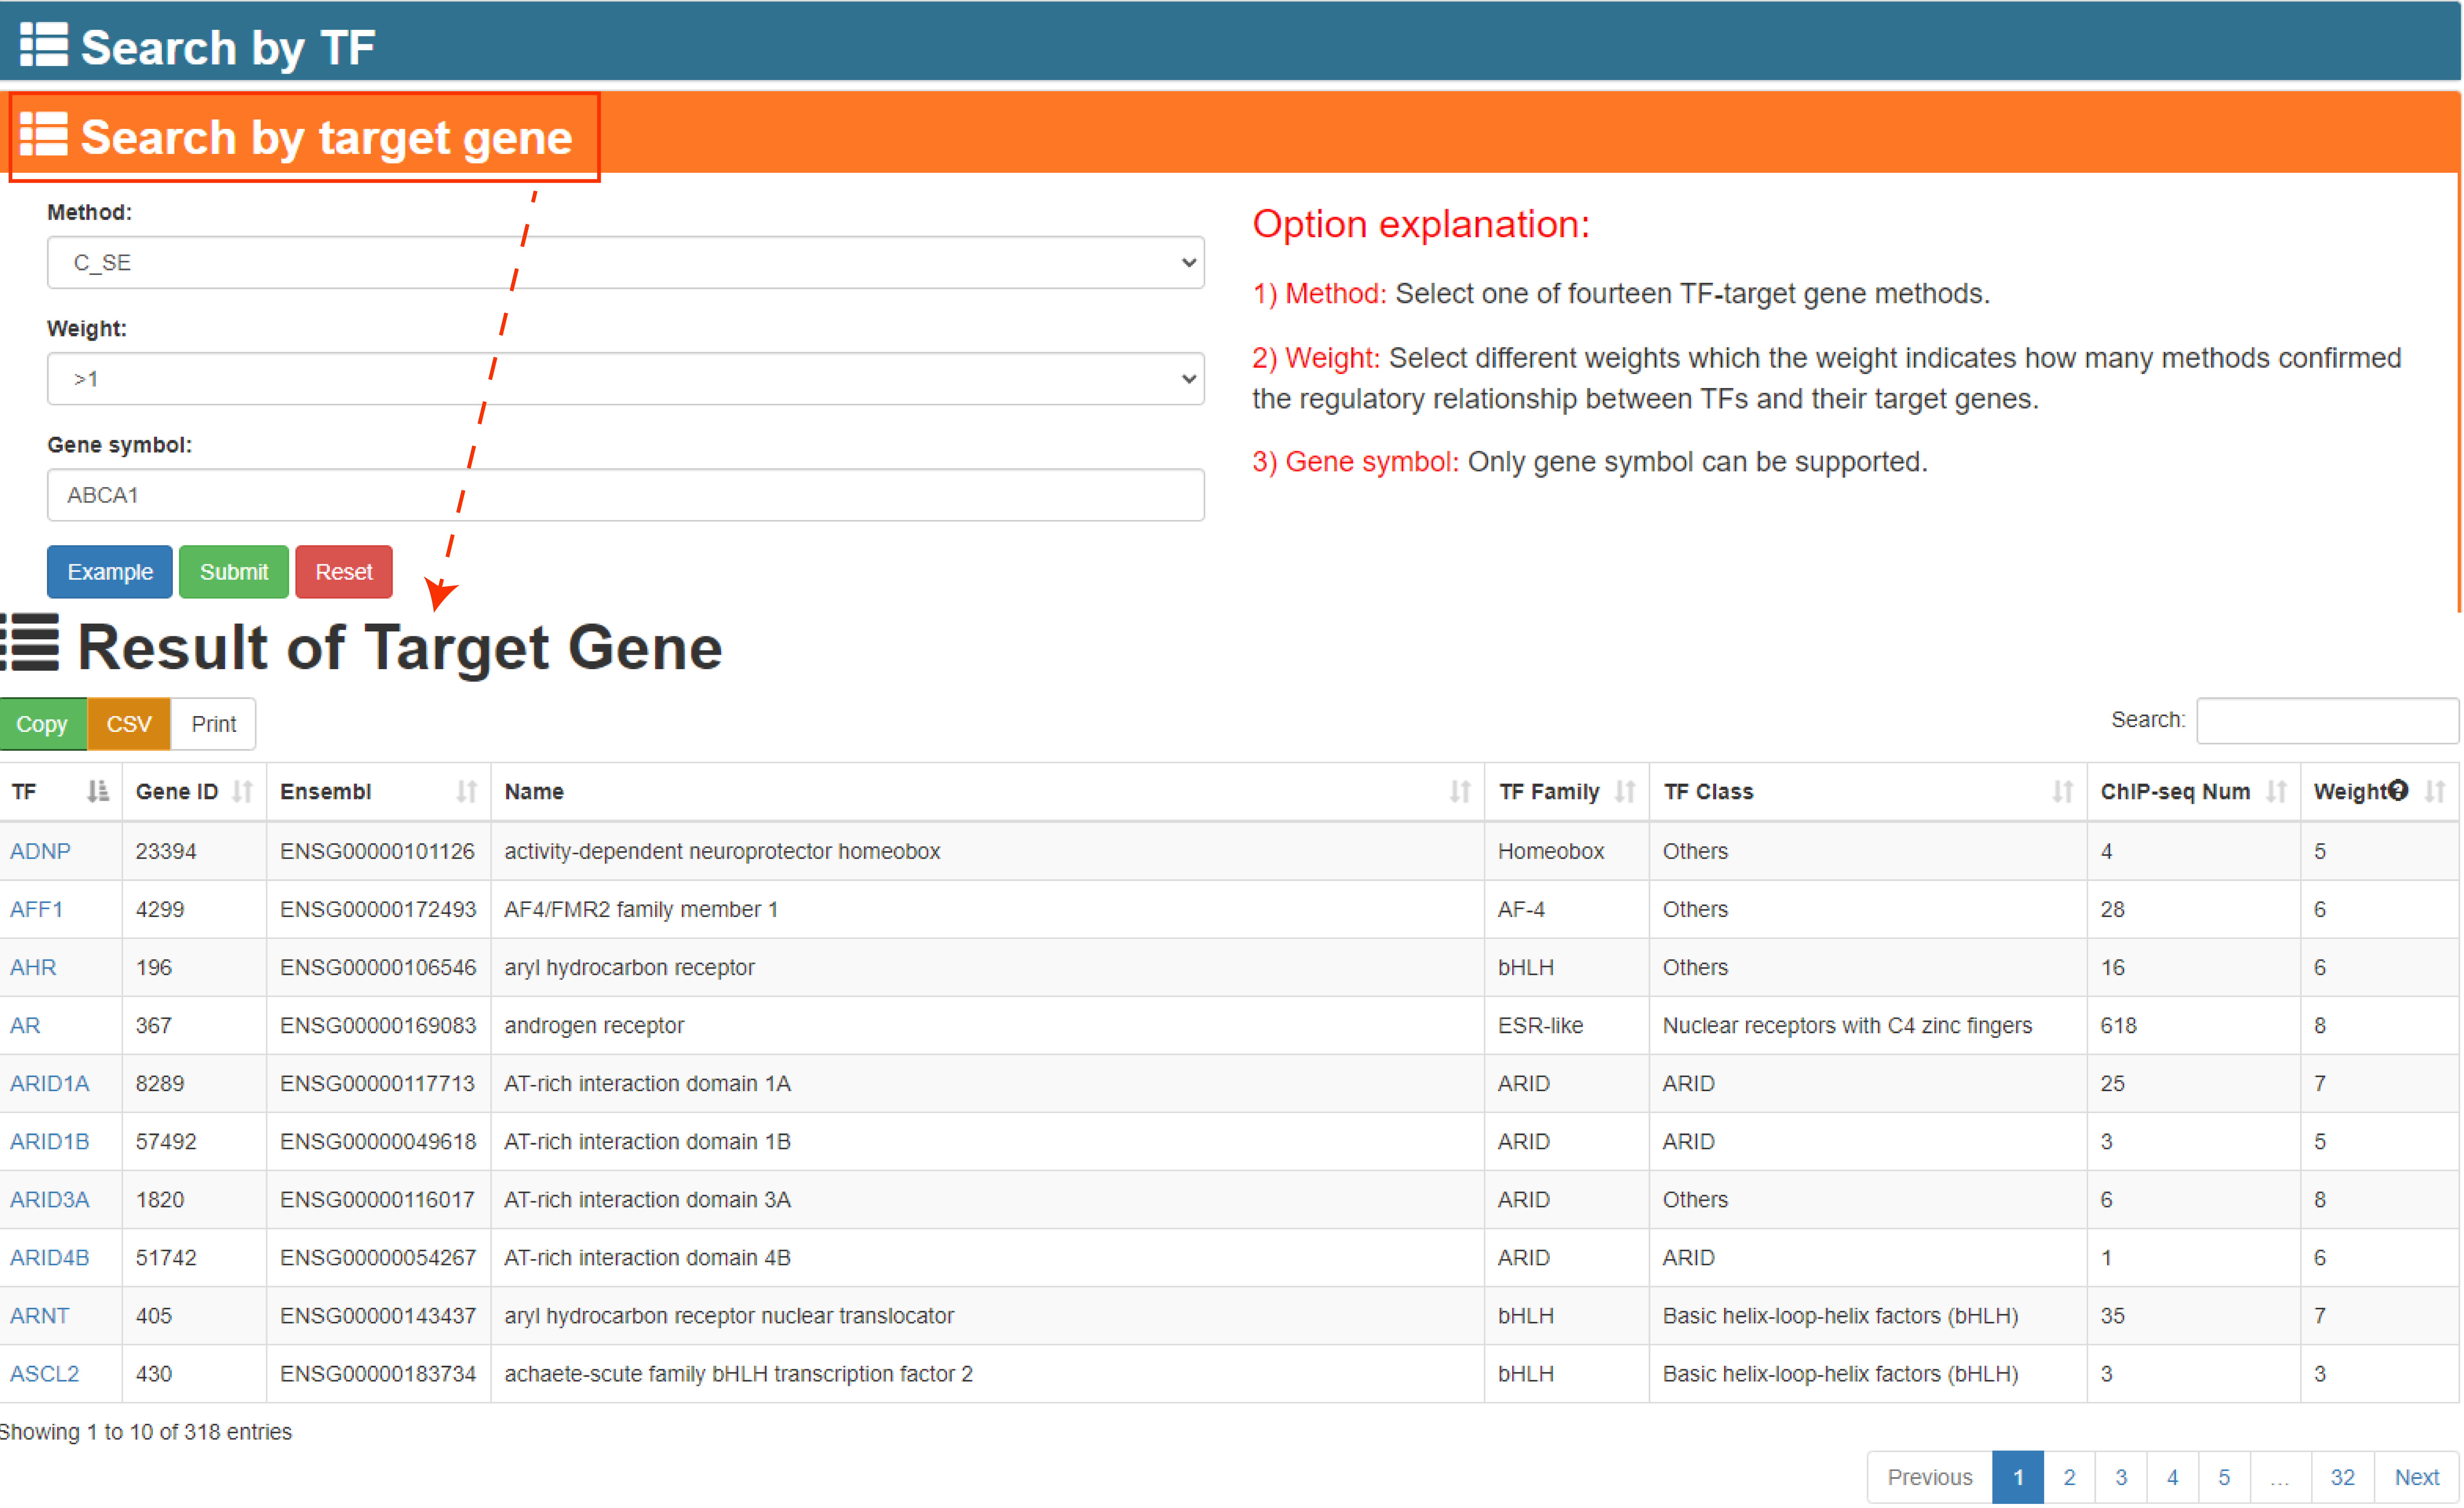 Search by TF
Search by target gene
Method:
C_SE
Weight:
>1
Gene symbol:
ABCA1
Example Submit Reset
Option explanation:
1) Method: Select one of fourteen TF-target gene methods.
2) Weight: Select different weights which the weight indicates how many methods confirmed
the regulatory relationship between TFs and their target genes.
3) Gene symbol: Only gene symbol can be supported.
Result of Target Gene
Copy CSV Print Search:
TF Gene ID Ensembl Name TF Family TF Class ChIP-seq Num Weight?
ADNP 23394 ENSG00000101126 activity-dependent neuroprotector homeobox Homeobox Others 4 5
AFF1 4299 ENSG00000172493 AF4/FMR2 family member 1 AF-4 Others 28 6
AHR 196 ENSG00000106546 aryl hydrocarbon receptor bHLH Others 16 6
AR 367 ENSG00000169083 androgen receptor ESR-like Nuclear receptors with C4 zinc fingers 618 8
ARID1A 8289 ENSG00000117713 AT-rich interaction domain 1A ARID ARID 25 7
ARID1B 57492 ENSG00000049618 AT-rich interaction domain 1B ARID ARID 3 5
ARID3A 1820 ENSG00000116017 AT-rich interaction domain 3A ARID Others 6 8
ARID4B 51742 ENSG00000054267 AT-rich interaction domain 4B ARID ARID 1 6
ARNT 405 ENSG00000143437 aryl hydrocarbon receptor nuclear translocator bHLH Basic helix-loop-helix factors (bHLH) 35 7
ASCL2 430 ENSG00000183734 achaete-scute family bHLH transcription factor 2 bHLH Basic helix-loop-helix factors (bHLH) 3 3
Showing 1 to 10 of 318 entries
Previous 1 2 3 4 5 … 32 Next